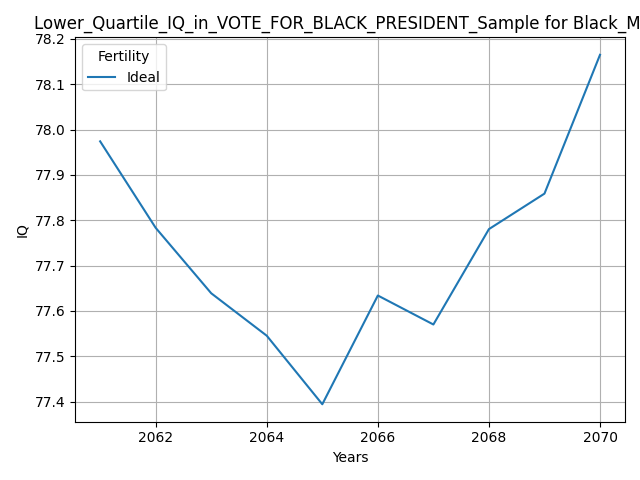 Lower_Quartile_IQ_in_VOTE_FOR_BLACK_PRESIDENT_Sample for Black_M
78.2
78.1
78.0
77.9
77.8
77.7
77.6
77.5
77.4
IQ
Fertility
Ideal
2062 2064 2066 2068 2070
Years